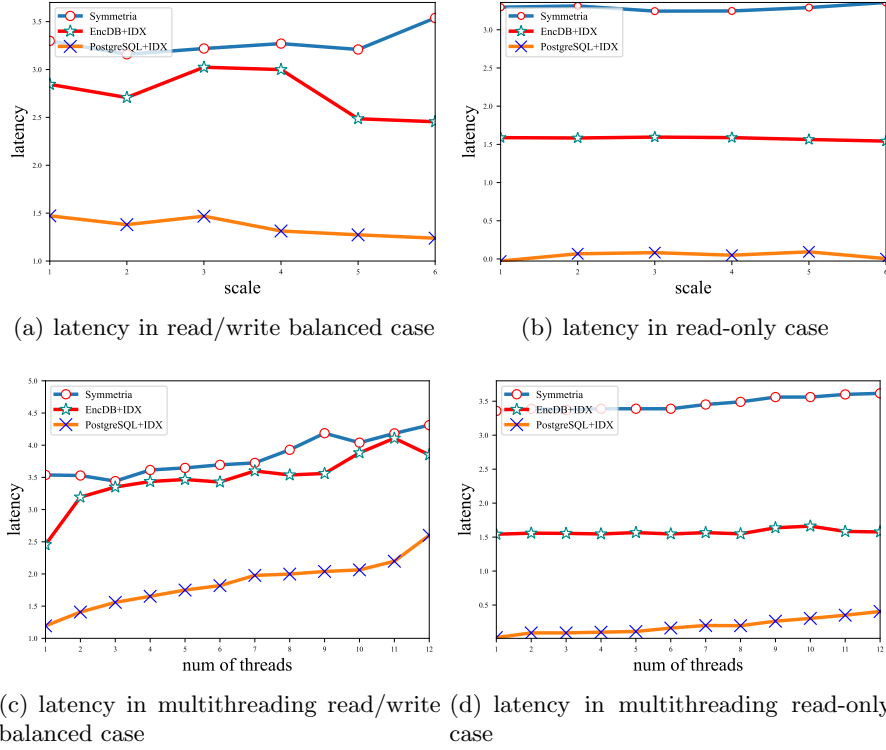 Symmetria
EncDB+IDX
PostgreSQL+IDX
3.5
3.0
2.5
2.0
1.5
1.0
latency
1 2 3 4 5 6
scale
(a) latency in read/write balanced case
Symmetria
EncDB+IDX
PostgreSQL+IDX
3.0
2.5
2.0
1.5
1.0
0.5
0.0
latency
1 2 3 4 5 6
scale
(b) latency in read-only case
Symmetria
EncDB+IDX
PostgreSQL+IDX
5.0
4.5
4.0
3.5
3.0
2.5
2.0
1.5
1.0
latency
1 2 3 4 5 6 7 8 9 10 11 12
num of threads
(c) latency in multithreading read/write
balanced case
Symmetria
EncDB+IDX
PostgreSQL+IDX
3.5
3.0
2.5
2.0
1.5
1.0
0.5
latency
1 2 3 4 5 6 7 8 9 10 11 12
num of threads
(d) latency in multithreading read-only
case